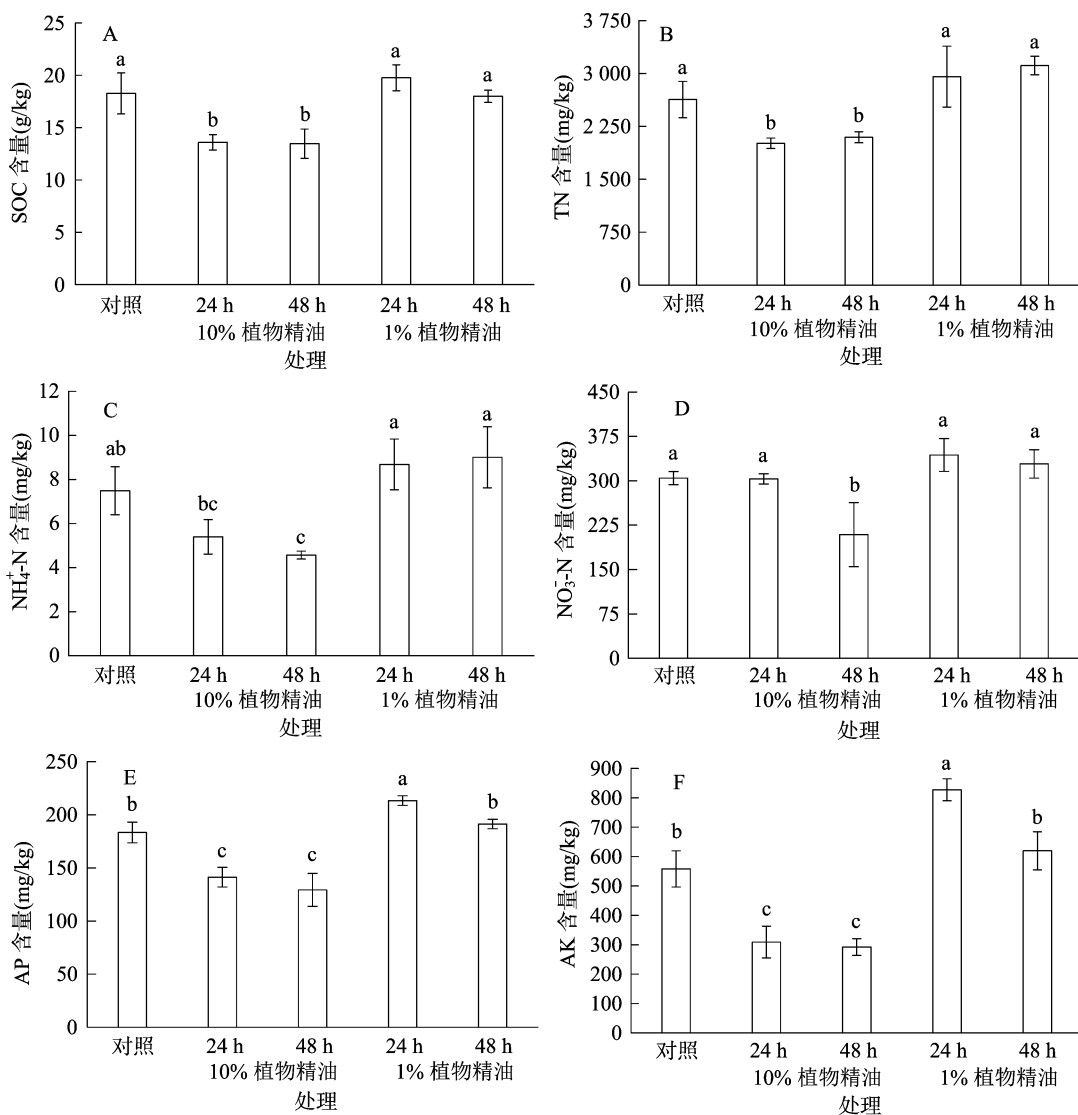 A
SOC 含量(g/kg)
25
20
15
10
5
0
a
b
b
a
a
对照
24 h
48 h
24 h
48 h
10% 植物精油
1% 植物精油
处理
B
TN 含量(mg/kg)
3 750
3 000
2 250
1 500
750
0
a
b
b
a
a
对照
24 h
48 h
24 h
48 h
10% 植物精油
1% 植物精油
处理
C
NH₄⁺-N 含量(mg/kg)
12
10
8
6
4
2
0
ab
bc
c
a
a
对照
24 h
48 h
24 h
48 h
10% 植物精油
1% 植物精油
处理
D
NO₃⁻-N 含量(mg/kg)
450
375
300
225
150
75
0
a
a
b
a
a
对照
24 h
48 h
24 h
48 h
10% 植物精油
1% 植物精油
处理
E
AP 含量(mg/kg)
250
200
150
100
50
0
b
c
c
a
b
对照
24 h
48 h
24 h
48 h
10% 植物精油
1% 植物精油
处理
F
AK 含量(mg/kg)
900
800
700
600
500
400
300
200
100
0
b
c
c
a
b
对照
24 h
48 h
24 h
48 h
10% 植物精油
1% 植物精油
处理